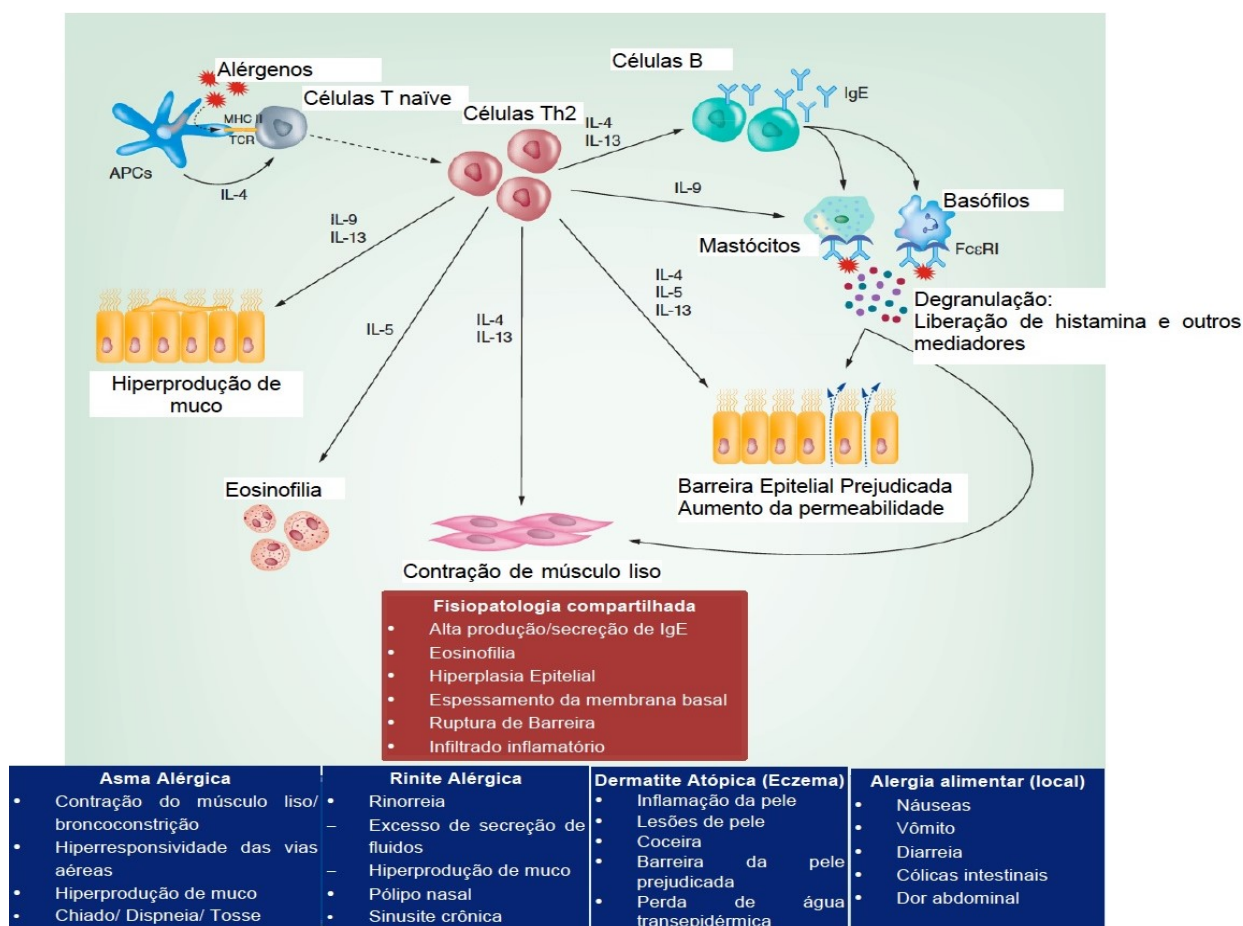 Alérgenos
Células T naïve
MHC II
TCR
APCs
IL-4
Células Th2
IL-4
IL-13
Células B
IgE
IL-9
Mastócitos
Basófilos
FcεRI
Degranulação:
Liberação de histamina e outros
mediadores
IL-9
IL-13
IL-5
IL-4
IL-13
IL-4
IL-5
IL-13
Hiperprodução de
muco
Eosinofilia
Contração de músculo liso
Barreira Epitelial Prejudicada
Aumento da permeabilidade
Fisiopatologia compartilhada
• Alta produção/secreção de IgE
• Eosinofilia
• Hiperplasia Epitelial
• Espessamento da membrana basal
• Ruptura de Barreira
• Infiltrado inflamatório
Asma Alérgica
• Contração do músculo liso/
broncoconstrição
• Hiperresponsividade das vias
aéreas
• Hiperprodução de muco
• Chiado/ Dispneia/ Tosse
Rinite Alérgica
• Rinorreia
– Excesso de secreção de
fluidos
– Hiperprodução de muco
• Pólipo nasal
• Sinusite crônica
Dermatite Atópica (Eczema)
• Inflamação da pele
• Lesões de pele
• Coceira
• Barreira da pele
prejudicada
• Perda de água
transepidérmica
Alergia alimentar (local)
• Náuseas
• Vômito
• Diarreia
• Cólicas intestinais
• Dor abdominal